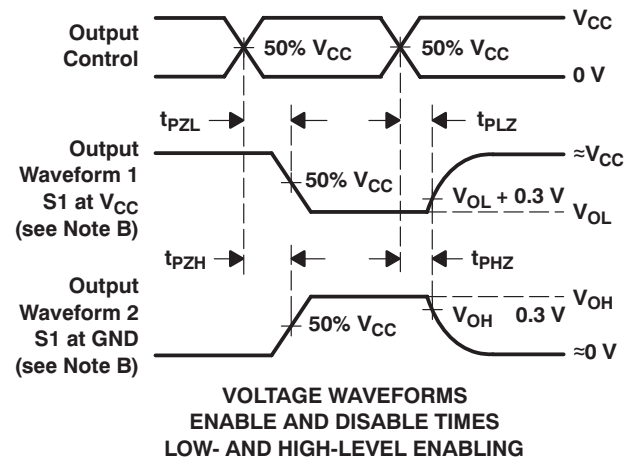 Output
Control
50% VCC
50% VCC
VCC
0 V
tPZL
tPLZ
Output
Waveform 1
S1 at VCC
(see Note B)
50% VCC
VOL + 0.3 V
≈VCC
VOL
tPZH
tPHZ
Output
Waveform 2
S1 at GND
(see Note B)
50% VCC
VOH 0.3 V
VOH
≈0 V
VOLTAGE WAVEFORMS
ENABLE AND DISABLE TIMES
LOW- AND HIGH-LEVEL ENABLING